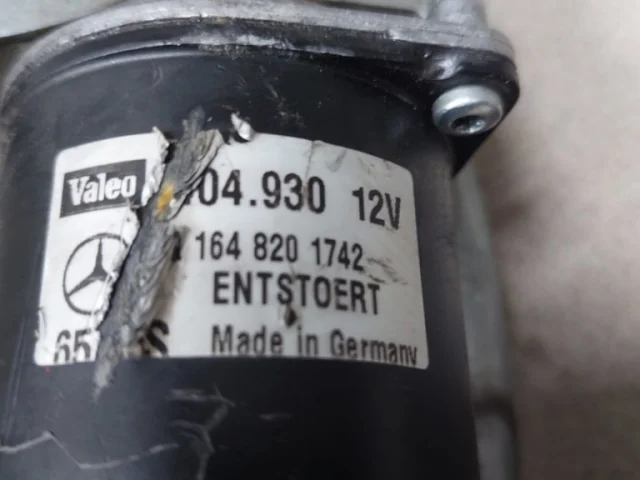 Valeo 04.930 12V
164 820 1742
ENTSTOERT
Made in Germany